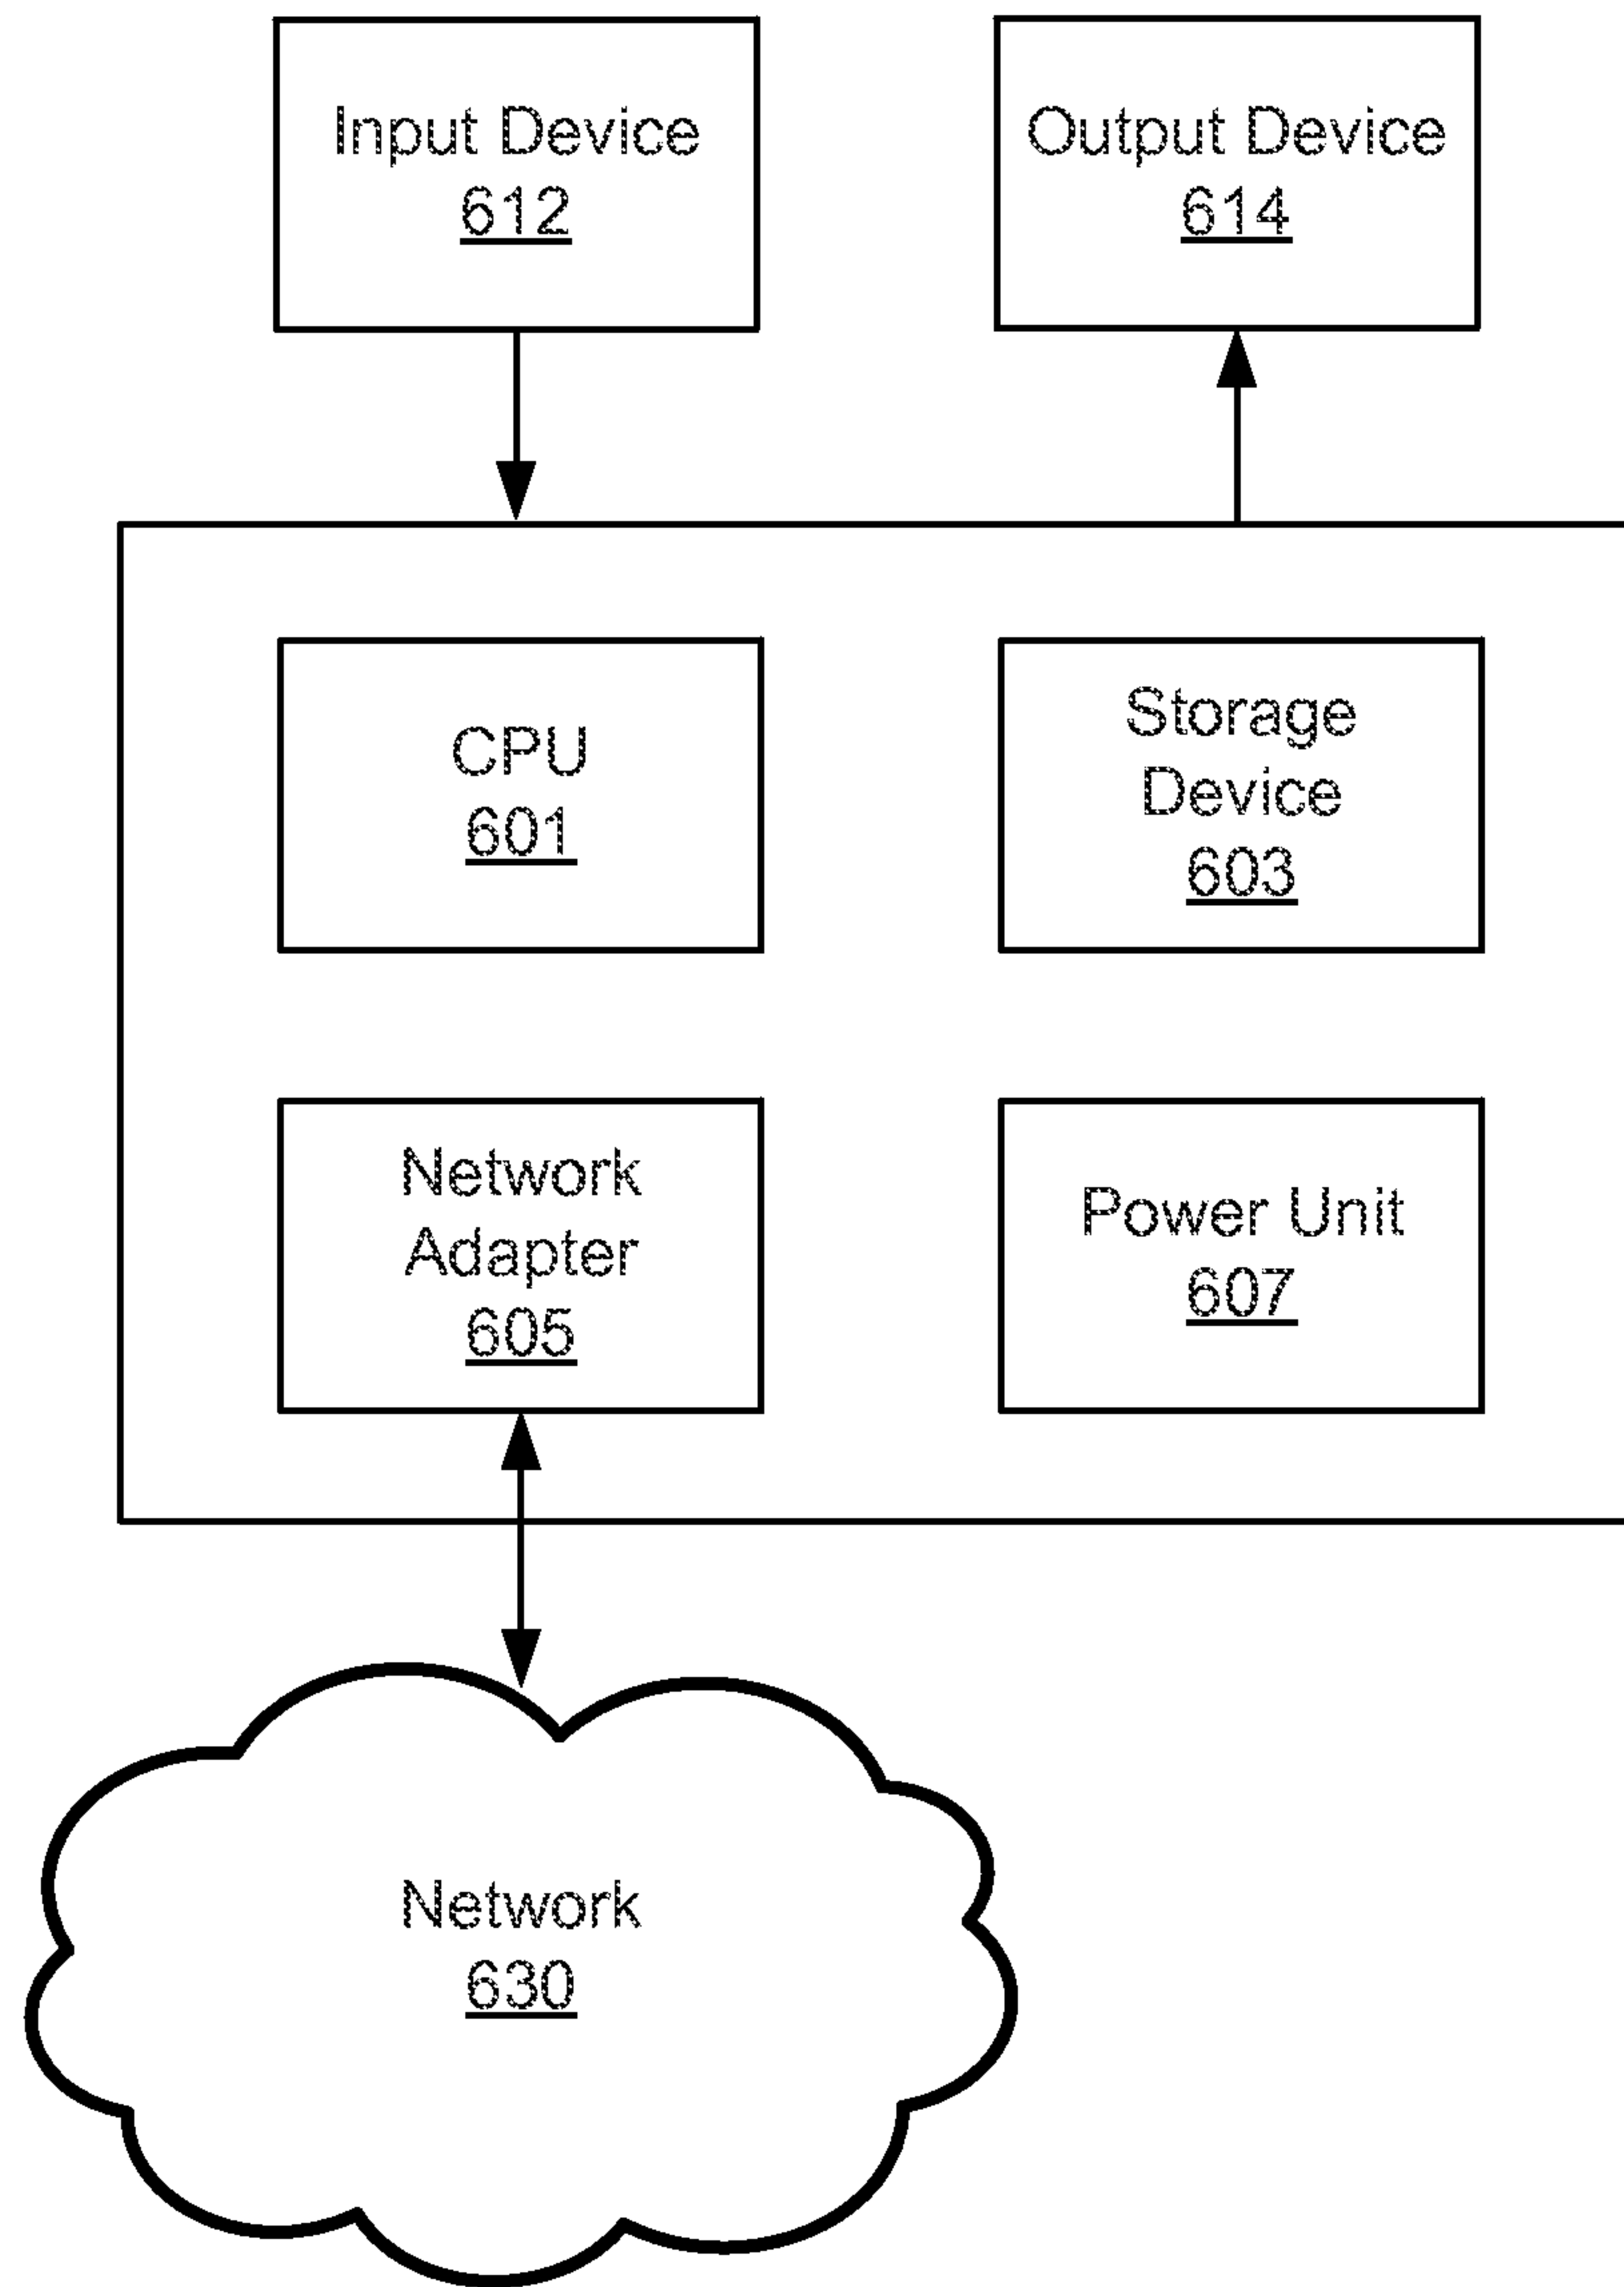 Input Device
612
Output Device
614
CPU
601
Storage
Device
603
Network
Adapter
605
Power Unit
607
Network
630